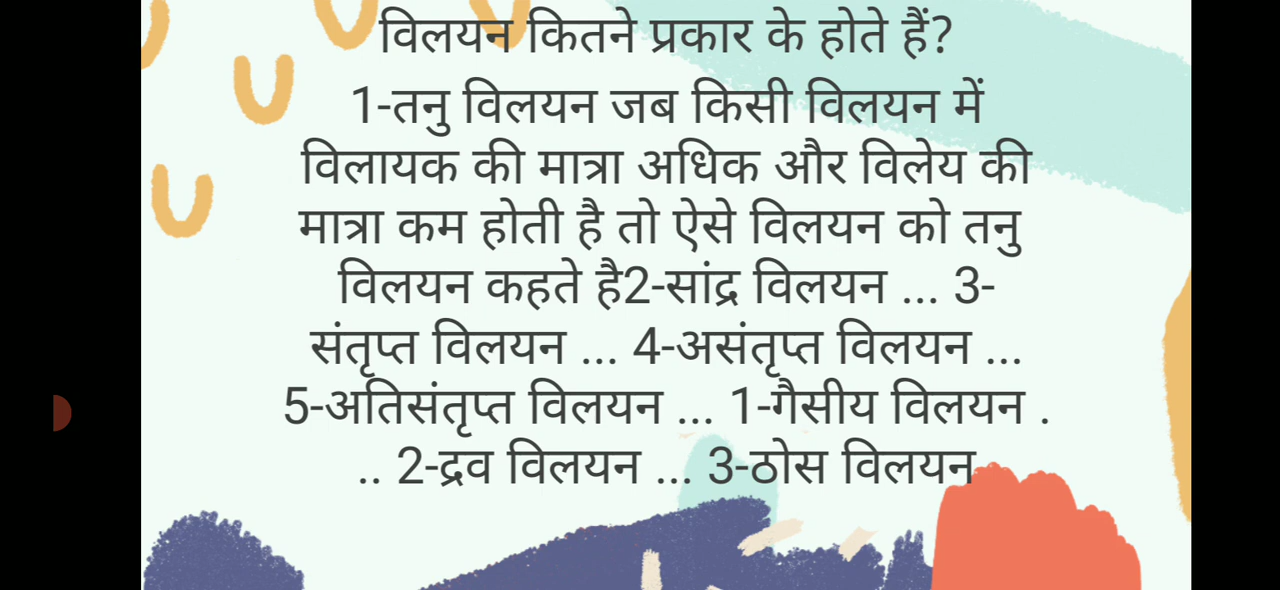 विलयन कितने प्रकार के होते हैं?
1-तनु विलयन जब किसी विलयन में
विलायक की मात्रा अधिक और विलेय की
मात्रा कम होती है तो ऐसे विलयन को तनु
विलयन कहते है2-सांद्र विलयन ... 3-
संतृप्त विलयन ... 4-असंतृप्त विलयन ...
5-अतिसंतृप्त विलयन ... 1-गैसीय विलयन .
.. 2-द्रव विलयन ... 3-ठोस विलयन